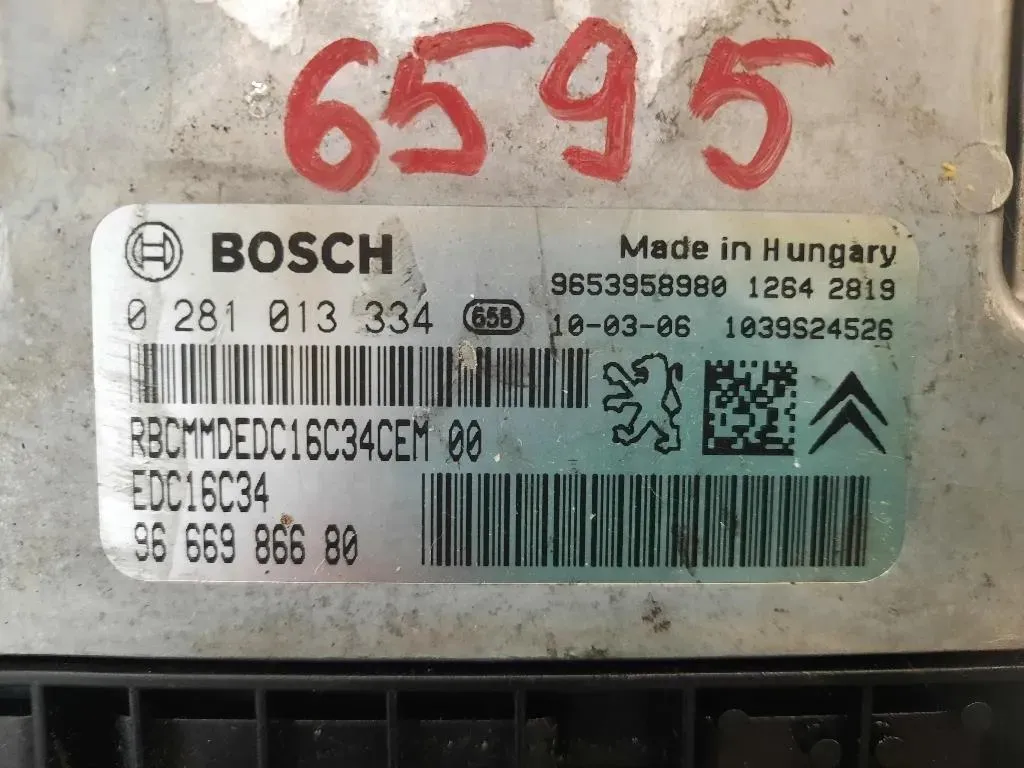 6595
BOSCH
Made in Hungary
9653958980 1264 2819
0 281 013 334 658
10-03-06 1039S24526
RBCMMDEDC16C34CEM 00
EDC16C34
96 669 866 80